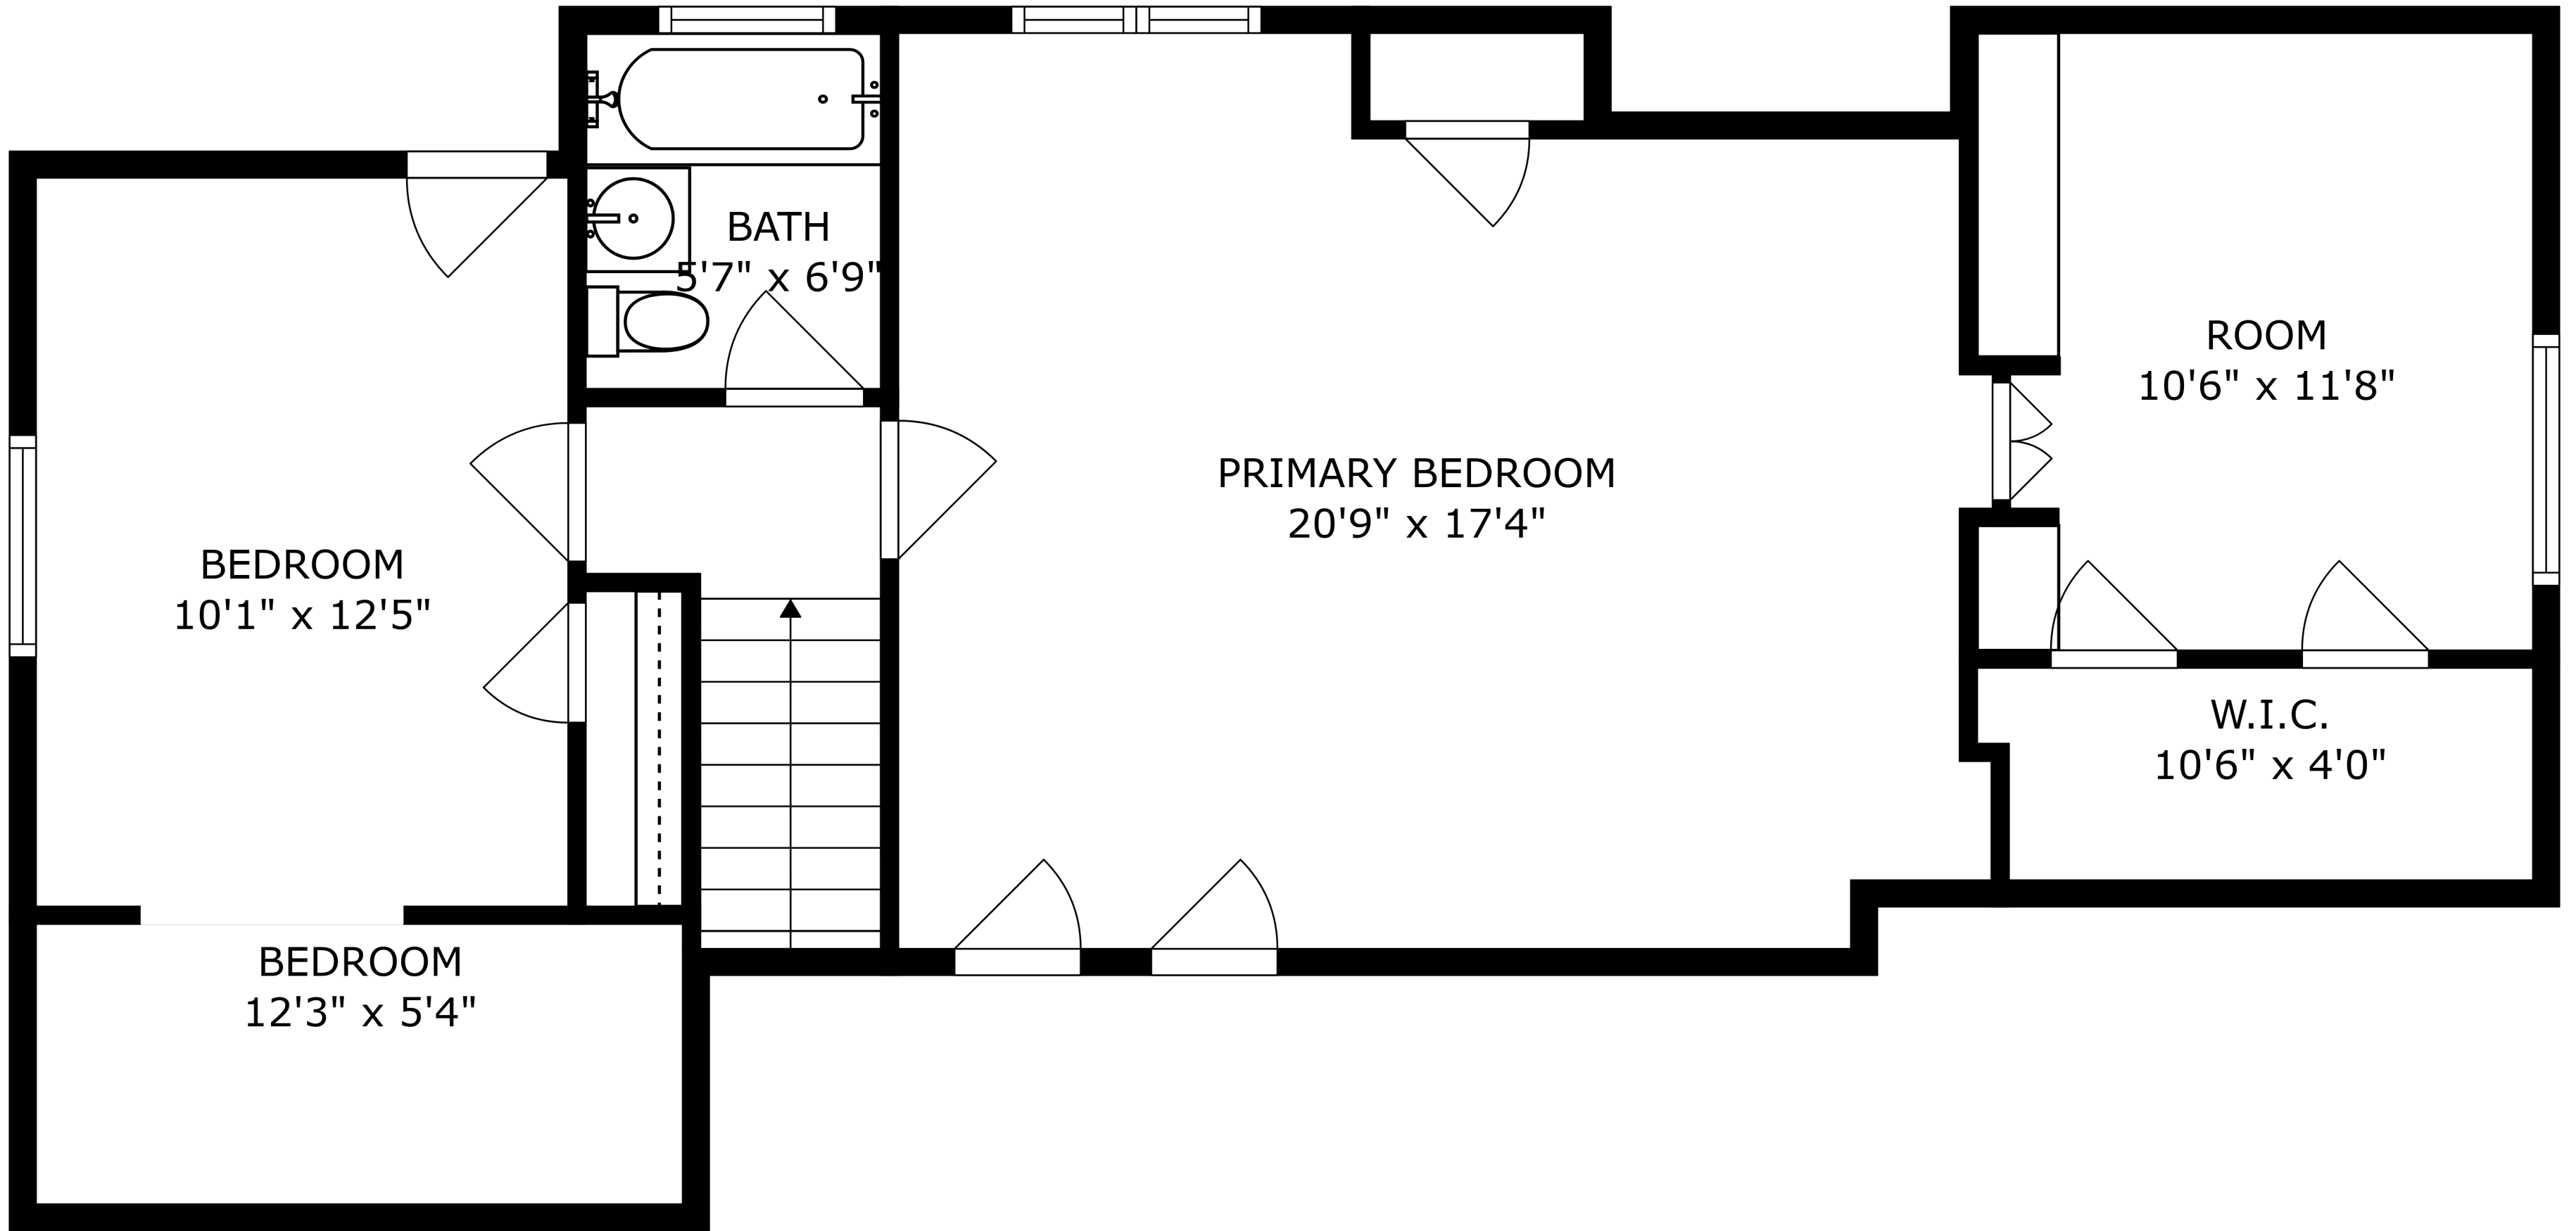 BATH
5'7" x 6'9"
ROOM
10'6" x 11'8"
PRIMARY BEDROOM
20'9" x 17'4"
BEDROOM
10'1" x 12'5"
W.I.C.
10'6" x 4'0"
BEDROOM
12'3" x 5'4"